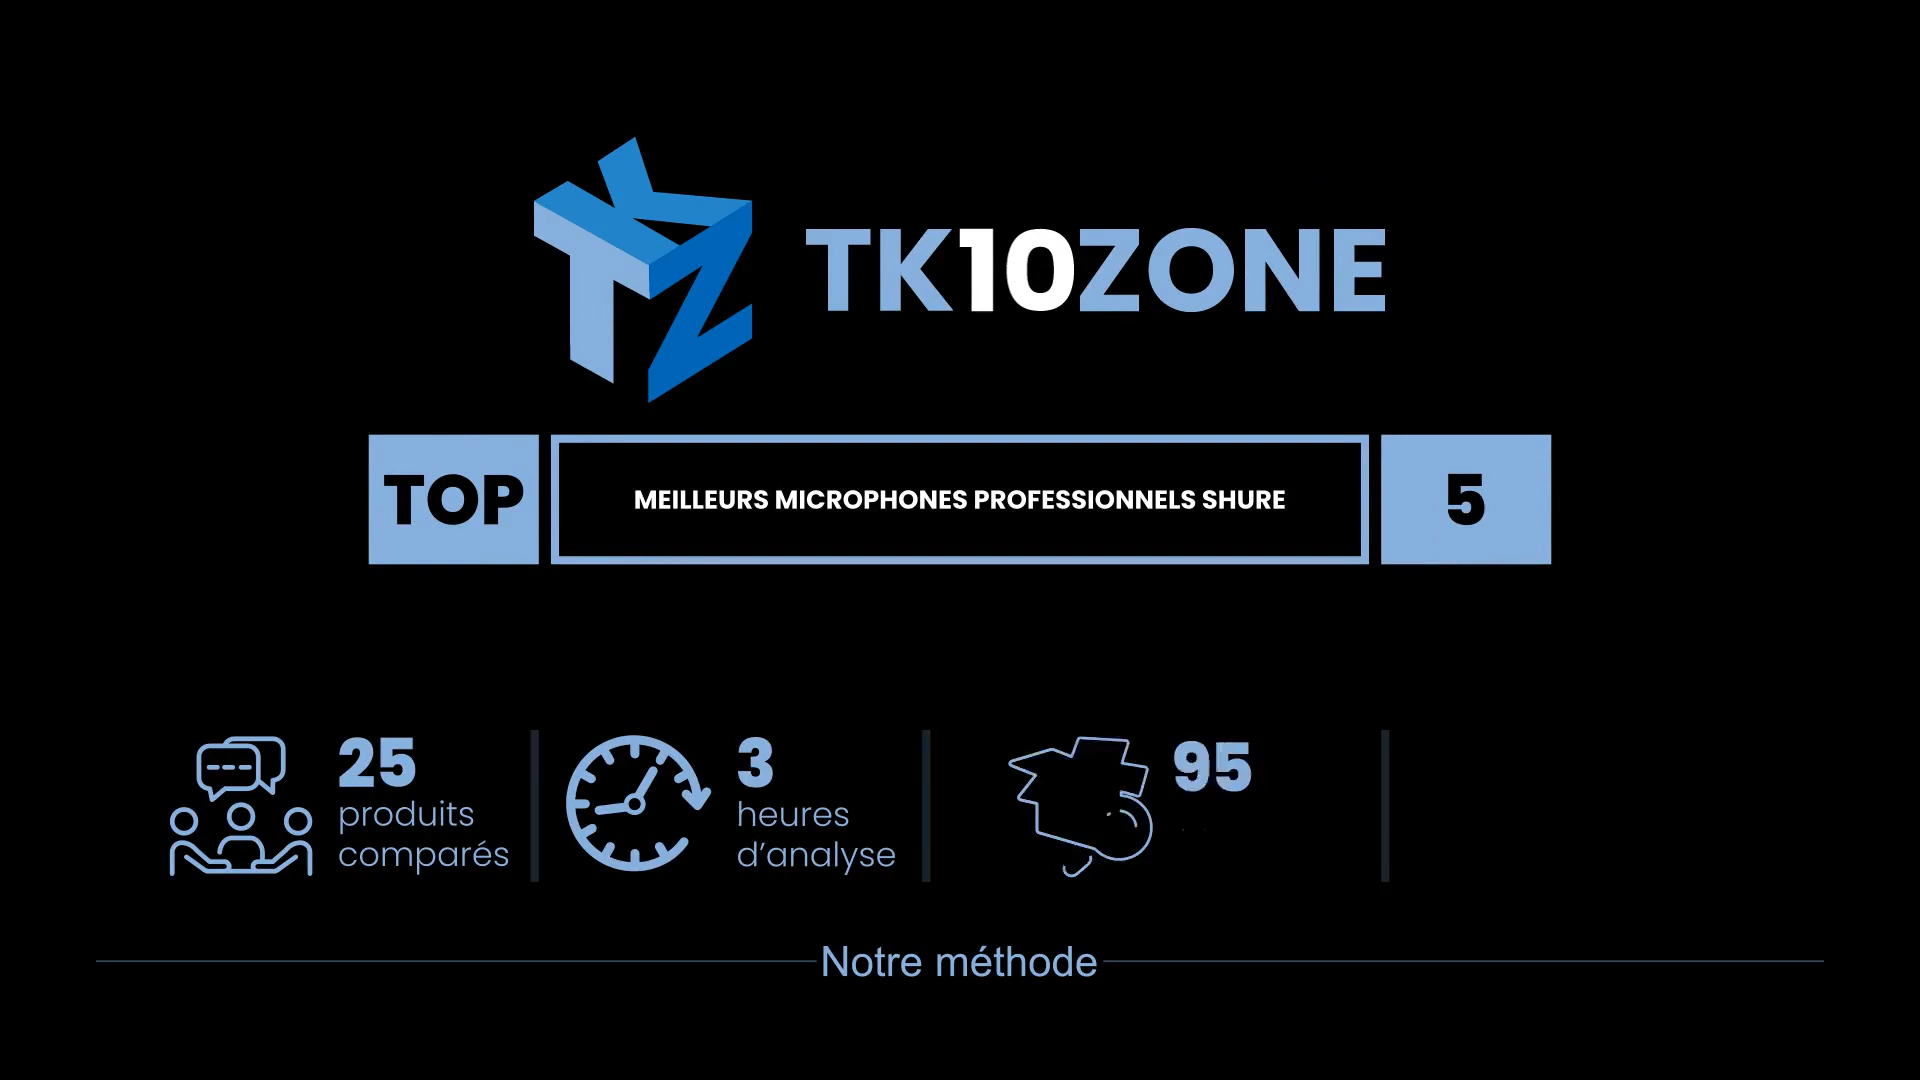 TK10ZONE
TOP
MEILLEURS MICROPHONES PROFESSIONNELS SHURE
5
25
produits
comparés
3
heures
d’analyse
95
Notre méthode